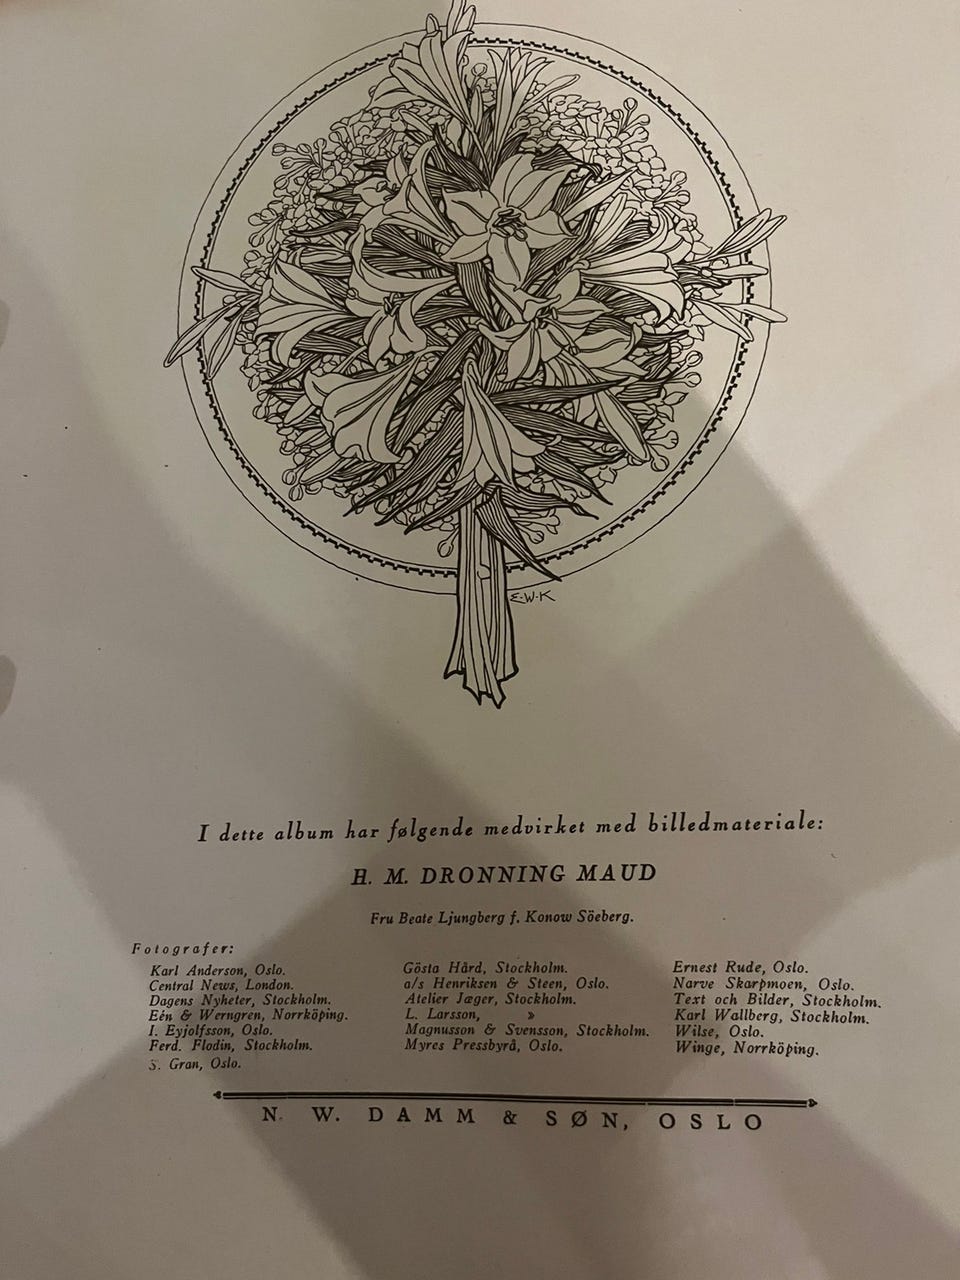 E-W-K
I dette album har følgende medvirket med billedmateriale:
H. M. DRONNING MAUD
Fru Beate Ljungberg f. Konow Söeberg.
Fotografer:
Karl Anderson, Oslo.
Central News, London.
Dagens Nyheter, Stockholm.
Eén & Werngren, Norrköping.
I. Eyjolfsson, Oslo.
Ferd. Flodin, Stockholm.
S. Gran, Oslo.
Gösta Hård, Stockholm.
a/s Henriksen & Steen, Oslo.
Atelier Jæger, Stockholm.
L. Larsson, »
Magnusson & Svensson, Stockholm.
Myres Pressbyrå, Oslo.
Ernest Rude, Oslo.
Narve Skarpmoen, Oslo.
Text och Bilder, Stockholm.
Karl Wallberg, Stockholm.
Wilse, Oslo.
Winge, Norrköping.
N. W. DAMM & SØN, OSLO